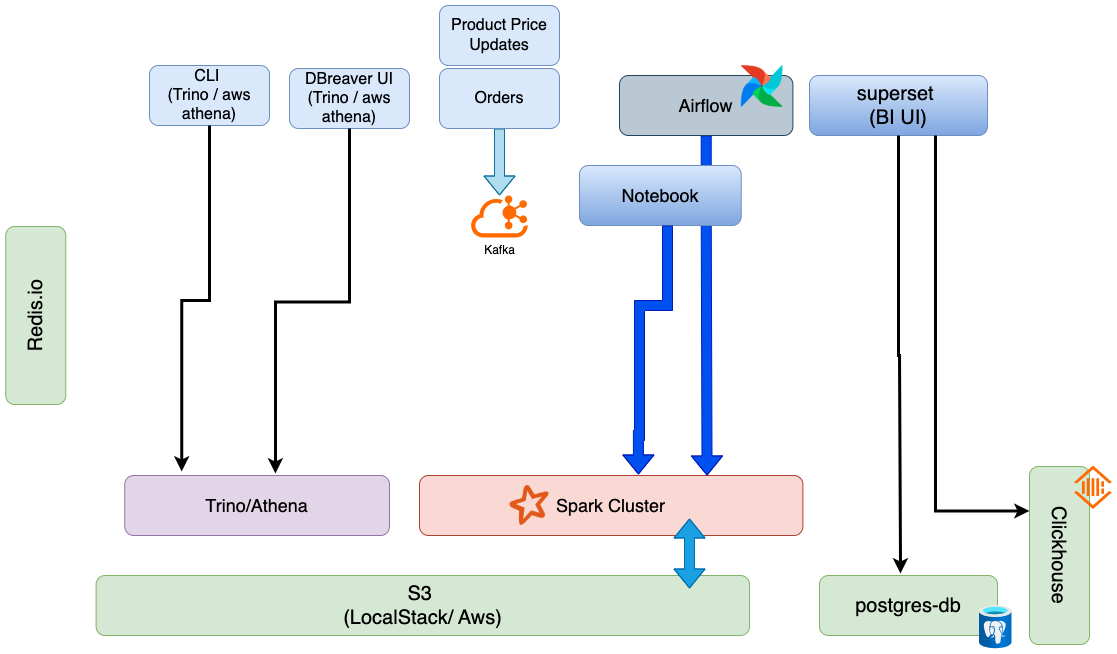 Product Price
Updates
CLI
(Trino / aws
athena)
DBreaver UI
(Trino / aws
athena)
Orders
Airflow
superset
(BI UI)
Notebook
Kafka
Redis.io
Trino/Athena
Spark Cluster
Clickhouse
S3
(LocalStack/ Aws)
postgres-db